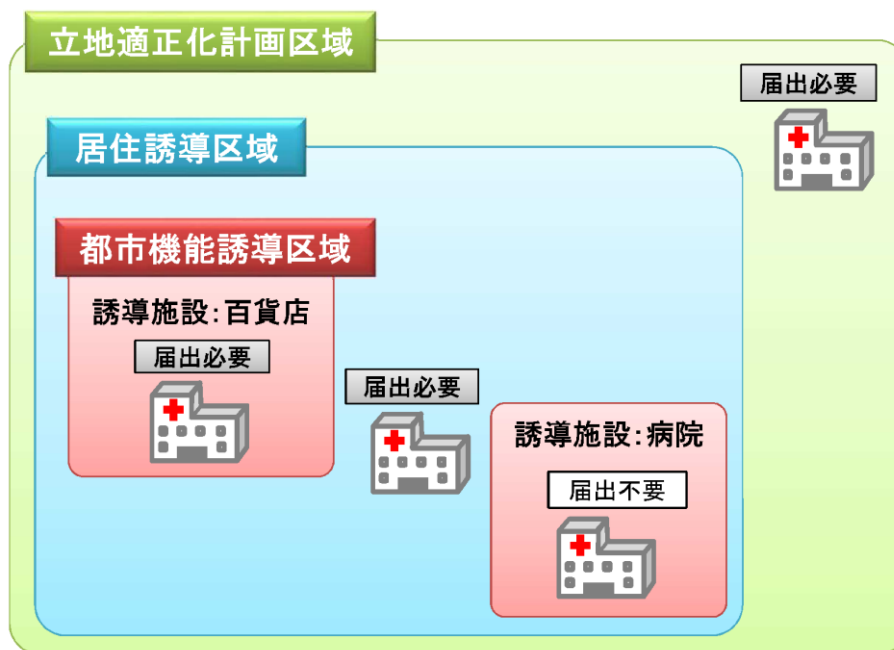 立地適正化計画区域
届出必要
居住誘導区域
都市機能誘導区域
誘導施設：百貨店
届出必要
届出必要
誘導施設：病院
届出不要